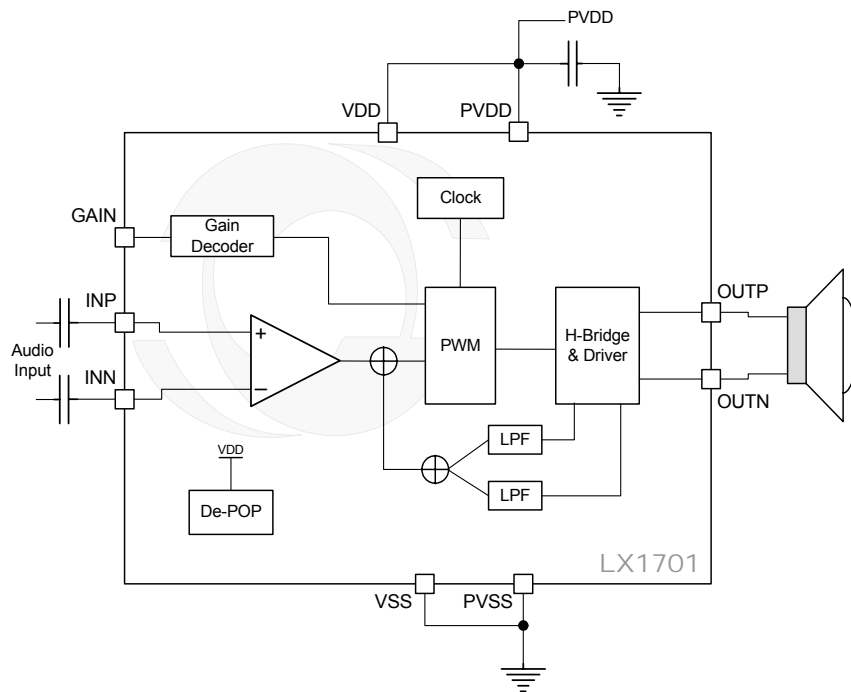 PVDD
VDD
PVDD
Clock
GAIN
Gain
Decoder
INP
OUTP
+
PWM
H-Bridge
& Driver
Audio
Input
INN
−
OUTN
LPF
VDD
LPF
De-POP
LX1701
VSS
PVSS